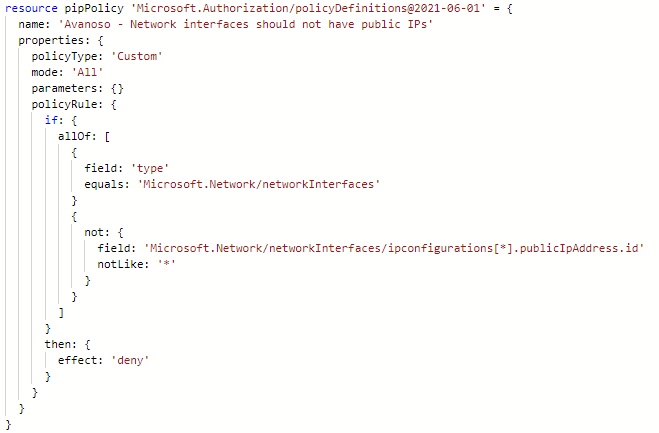 resource pipPolicy 'Microsoft.Authorization/policyDefinitions@2021-06-01' = {
  name: 'Avanoso - Network interfaces should not have public IPs'
  properties: {
    policyType: 'Custom'
    mode: 'All'
    parameters: {}
    policyRule: {
      if: {
        allOf: [
          {
            field: 'type'
            equals: 'Microsoft.Network/networkInterfaces'
          }
          {
            not: {
              field: 'Microsoft.Network/networkInterfaces/ipconfigurations[*].publicIpAddress.id'
              notLike: '*'
            }
          }
        ]
      }
      then: {
        effect: 'deny'
      }
    }
  }
}